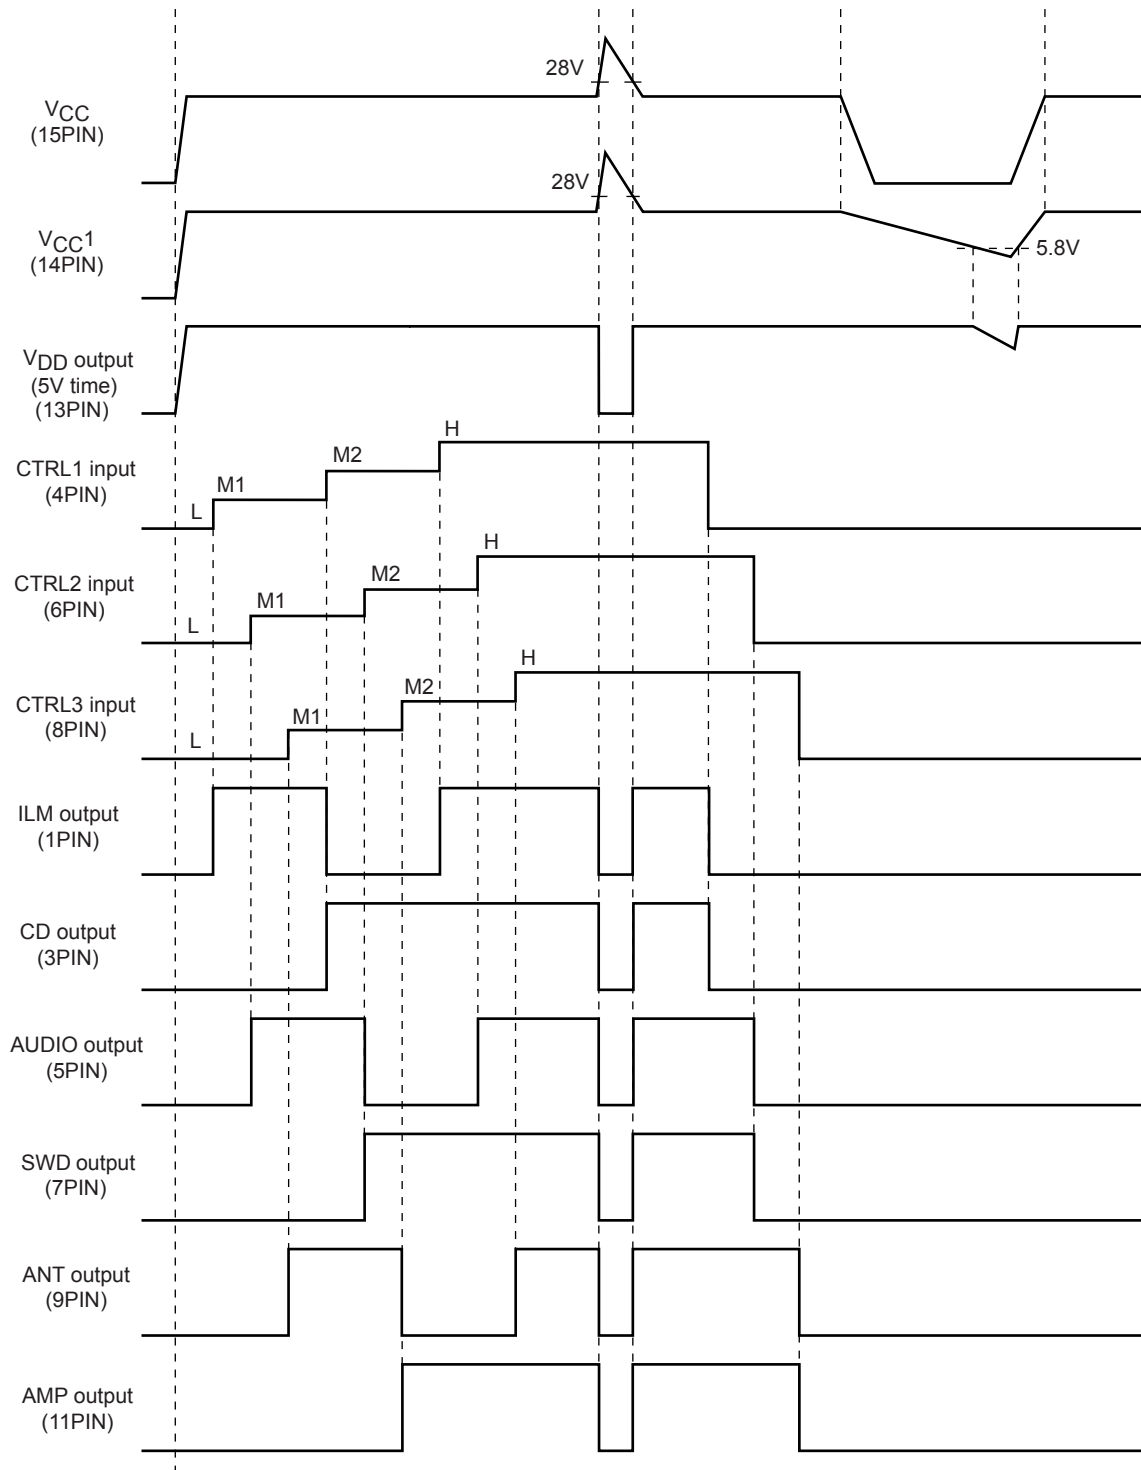 28V
VCC
(15PIN)
28V
VCC1
(14PIN)
5.8V
VDD output
(5V time)
(13PIN)
H
M2
CTRL1 input
(4PIN)
M1
L
H
M2
CTRL2 input
(6PIN)
M1
L
H
M2
CTRL3 input
(8PIN)
M1
L
ILM output
(1PIN)
CD output
(3PIN)
AUDIO output
(5PIN)
SWD output
(7PIN)
ANT output
(9PIN)
AMP output
(11PIN)